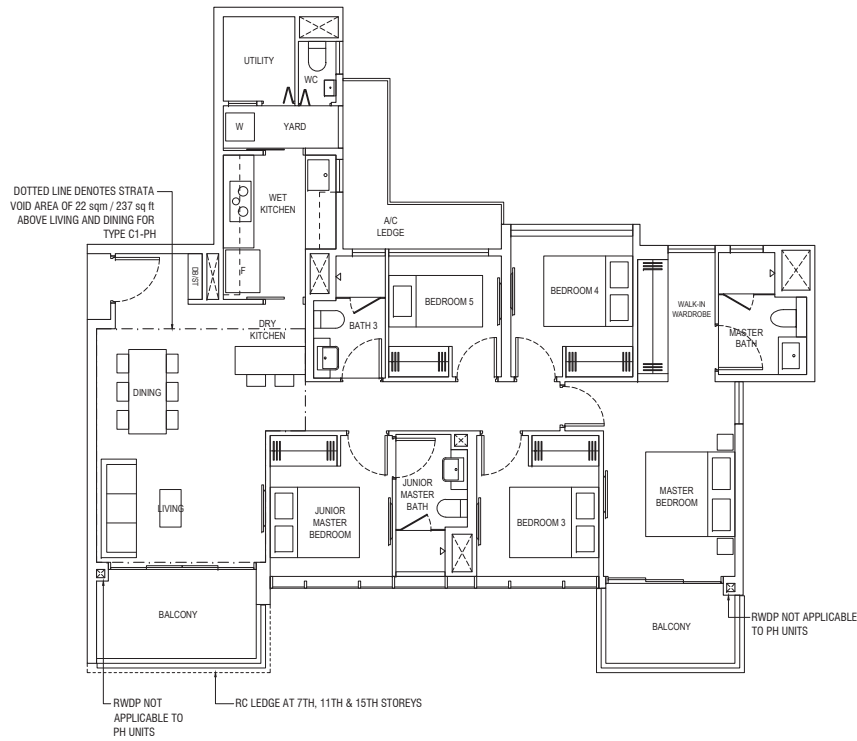 UTILITY
WC
W
YARD
DOTTED LINE DENOTES STRATA
VOID AREA OF 22 sqm / 237 sq ft
ABOVE LIVING AND DINING FOR
TYPE C1-PH
WET
KITCHEN
A/C
LEDGE
DB/ST
F
BEDROOM 5
BEDROOM 4
WALK-IN
WARDROBE
MASTER
BATH
DRY
KITCHEN
BATH 3
DINING
LIVING
JUNIOR
MASTER
BEDROOM
JUNIOR
MASTER
BATH
BEDROOM 3
MASTER
BEDROOM
BALCONY
BALCONY
RWDP NOT APPLICABLE
TO PH UNITS
RWDP NOT
APPLICABLE TO
PH UNITS
RC LEDGE AT 7TH, 11TH & 15TH STOREYS